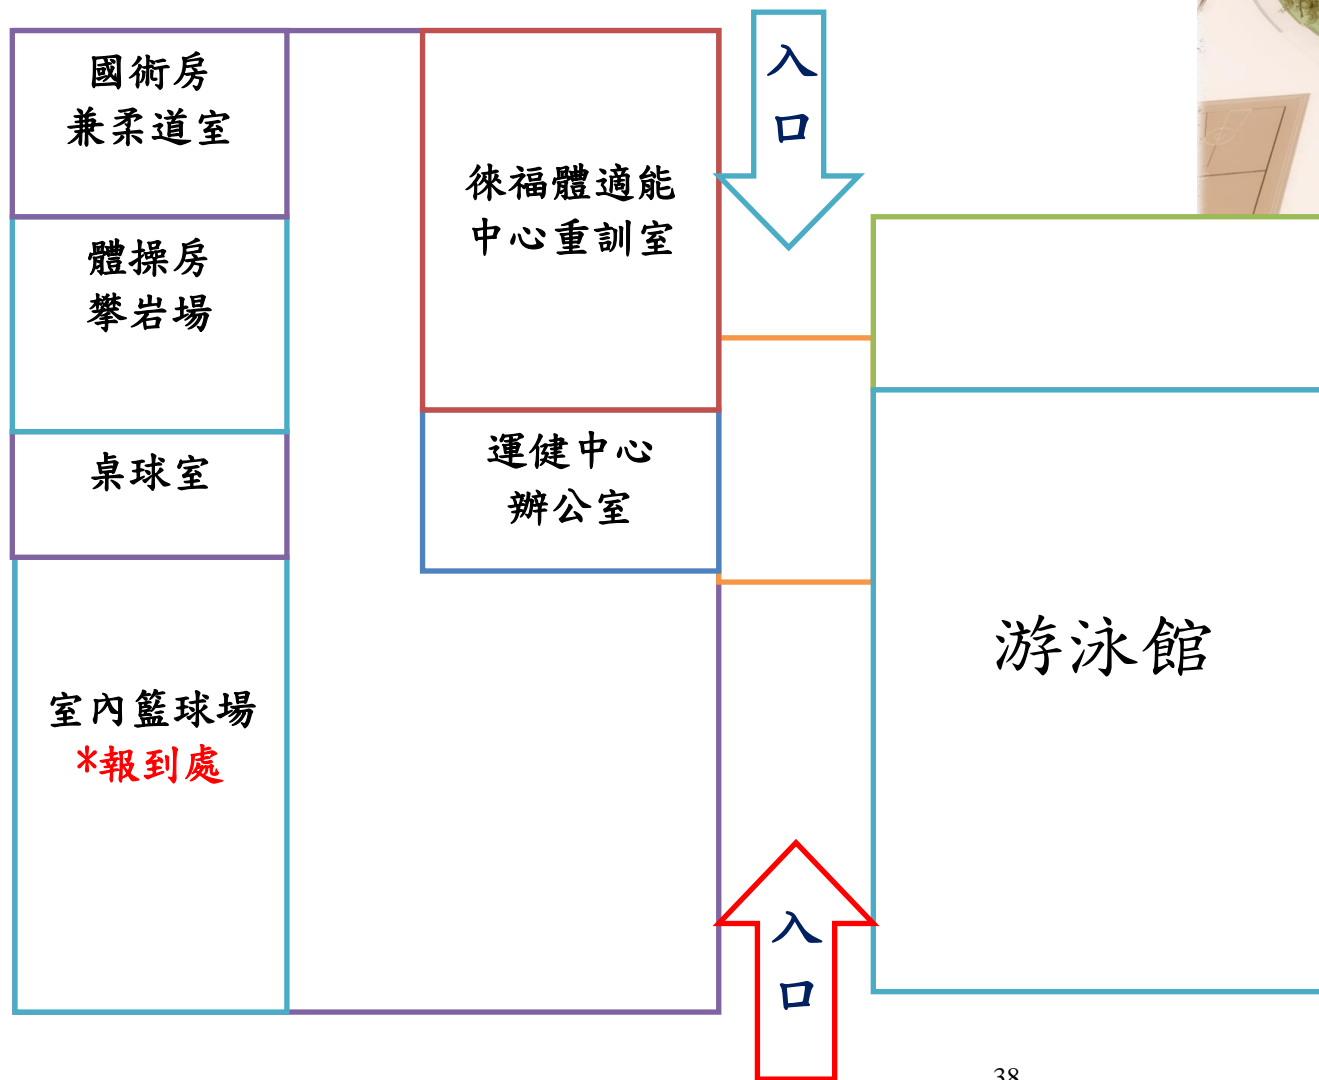 國術房
兼柔道室
體操房
攀岩場
桌球室
室內籃球場
*報到處
徠福體適能
中心重訓室
運健中心
辦公室
入
口
游泳館
入
口
38